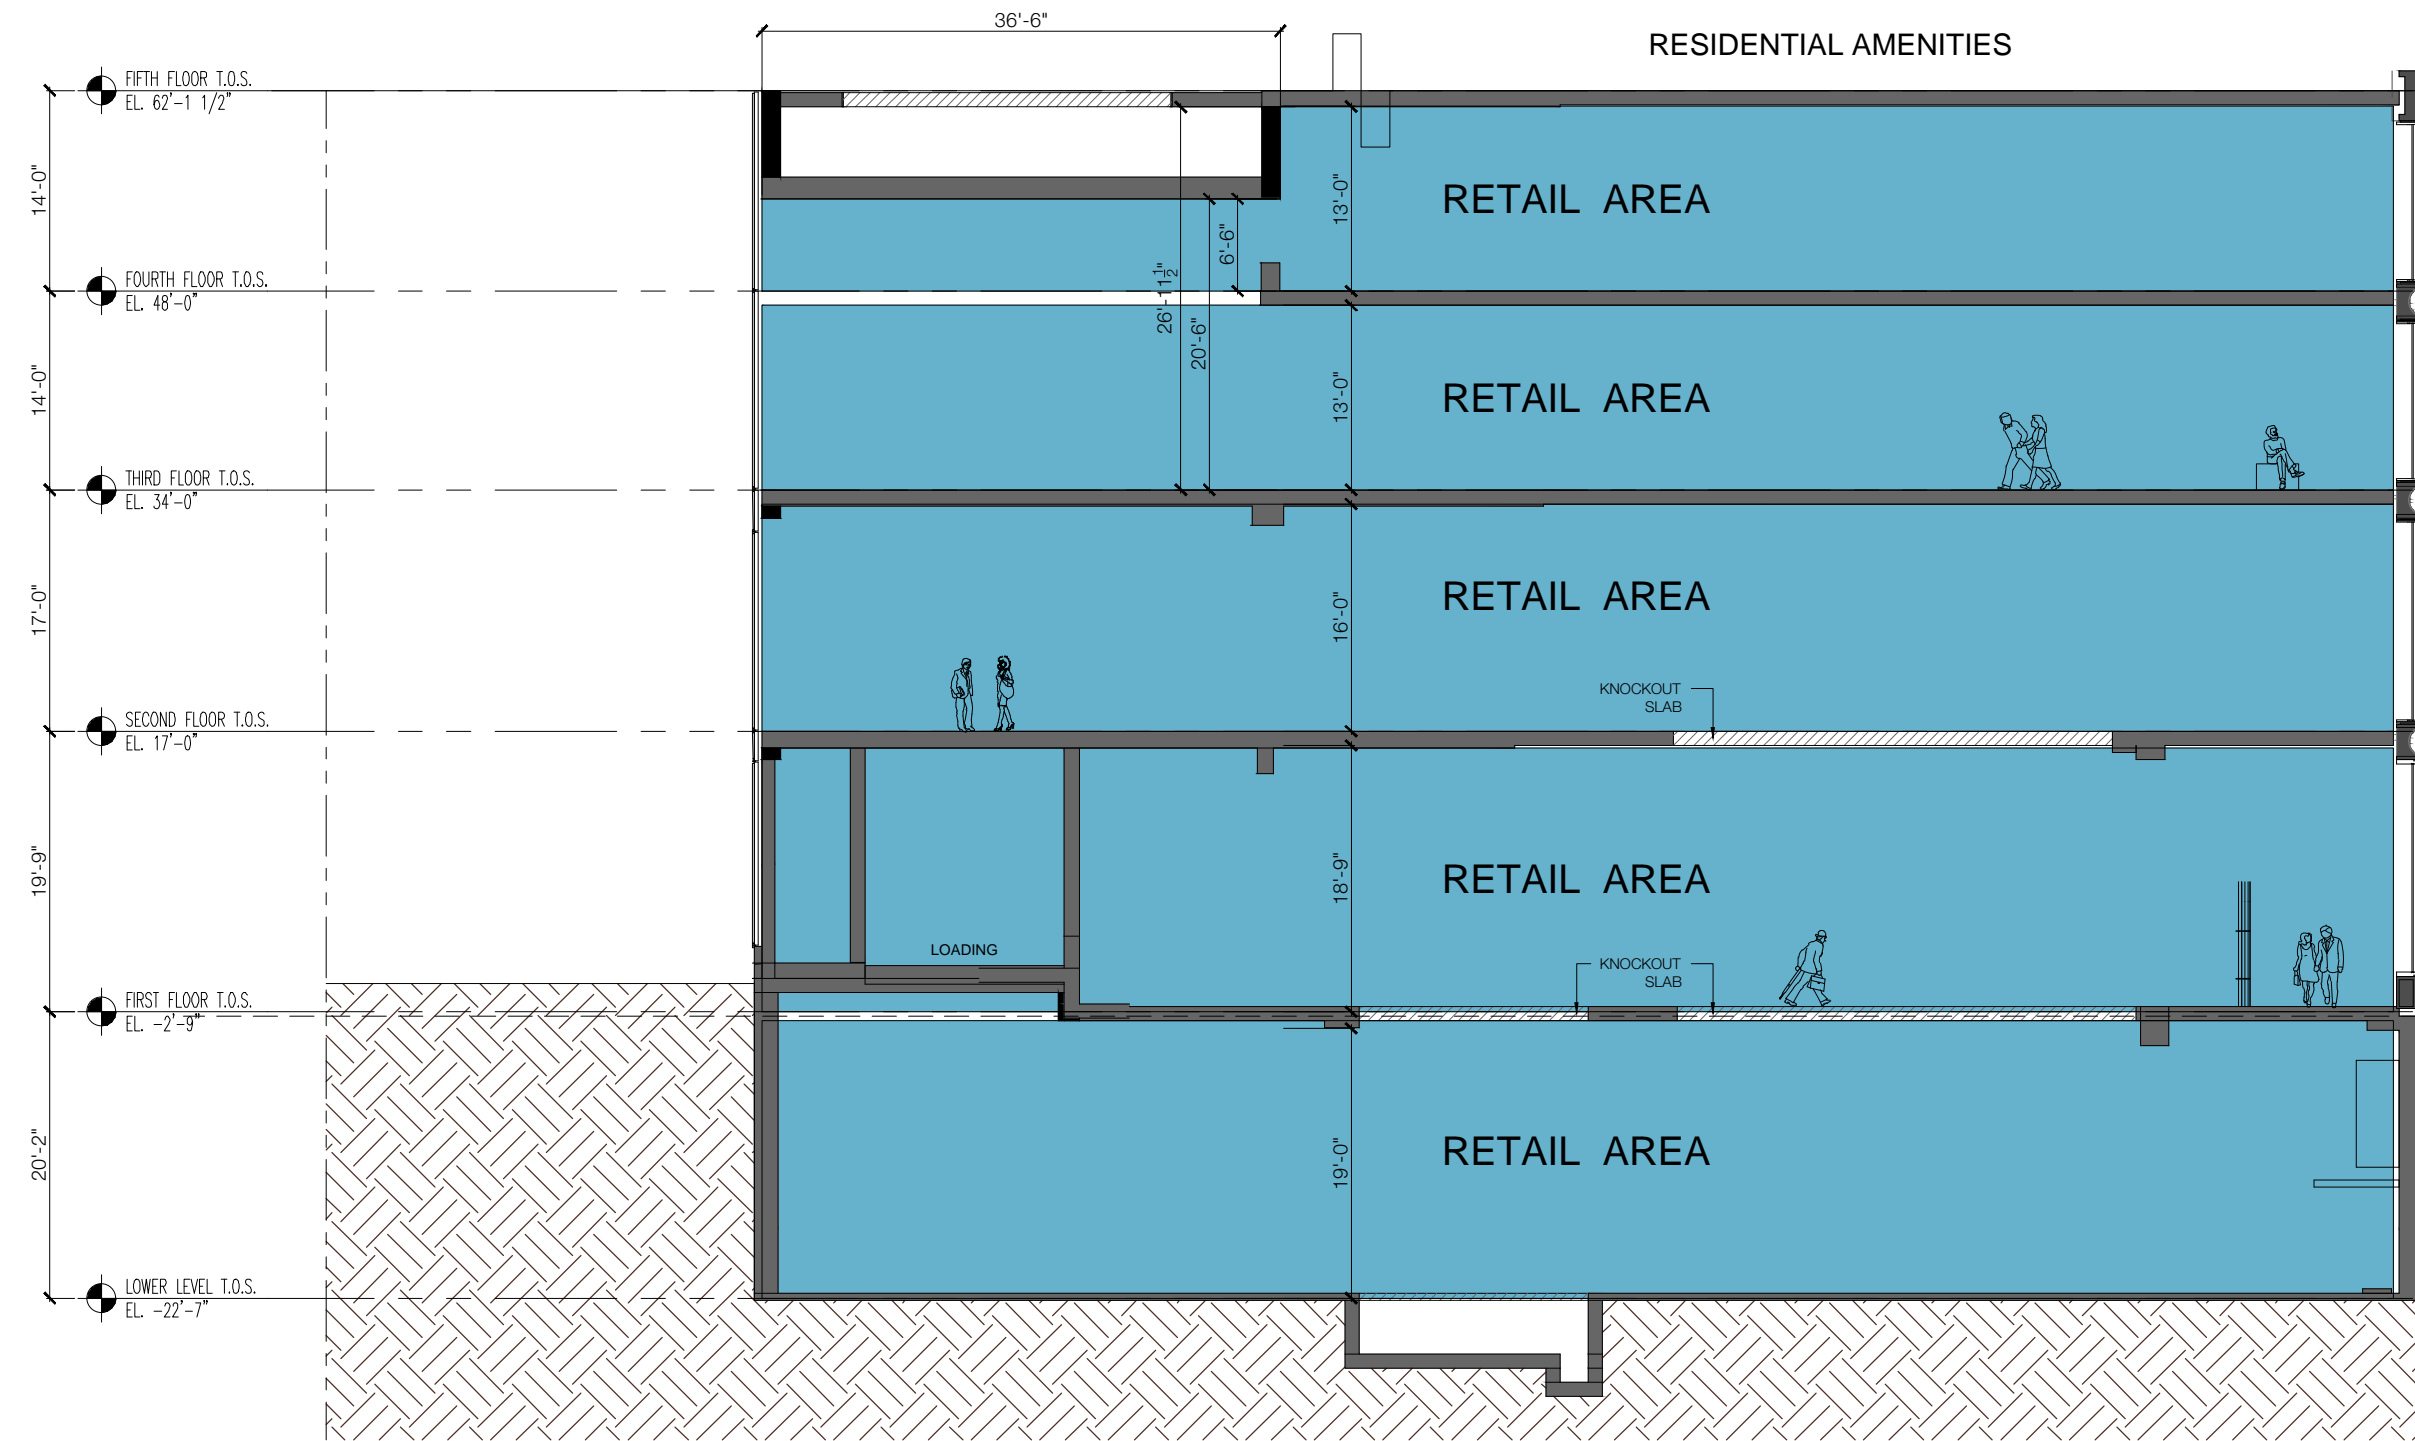 36'-6"
RESIDENTIAL AMENITIES
FIFTH FLOOR T.O.S.
EL. 62'-1 1/2"
14'-0"
RETAIL AREA
13'-0"
6'-6"
26'-11 1/2"
20'-6"
FOURTH FLOOR T.O.S.
EL. 48'-0"
14'-0"
RETAIL AREA
13'-0"
THIRD FLOOR T.O.S.
EL. 34'-0"
17'-0"
RETAIL AREA
16'-0"
KNOCKOUT
SLAB
SECOND FLOOR T.O.S.
EL. 17'-0"
19'-9"
RETAIL AREA
18'-9"
LOADING
KNOCKOUT
SLAB
FIRST FLOOR T.O.S.
EL. -2'-9"
20'-2"
RETAIL AREA
19'-0"
LOWER LEVEL T.O.S.
EL. -22'-7"